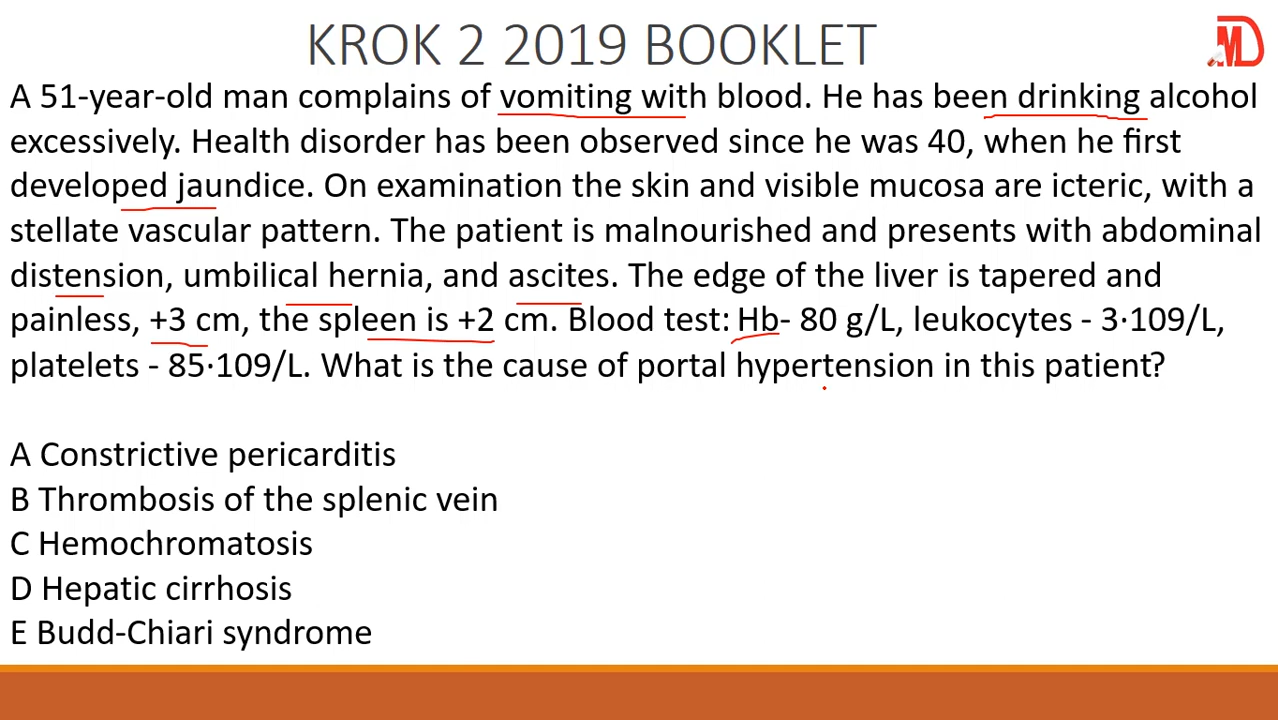 KROK 2 2019 BOOKLET
MD
A 51-year-old man complains of vomiting with blood. He has been drinking alcohol
excessively. Health disorder has been observed since he was 40, when he first
developed jaundice. On examination the skin and visible mucosa are icteric, with a
stellate vascular pattern. The patient is malnourished and presents with abdominal
distension, umbilical hernia, and ascites. The edge of the liver is tapered and
painless, +3 cm, the spleen is +2 cm. Blood test: Hb- 80 g/L, leukocytes - 3·109/L,
platelets - 85·109/L. What is the cause of portal hypertension in this patient?
A Constrictive pericarditis
B Thrombosis of the splenic vein
C Hemochromatosis
D Hepatic cirrhosis
E Budd-Chiari syndrome